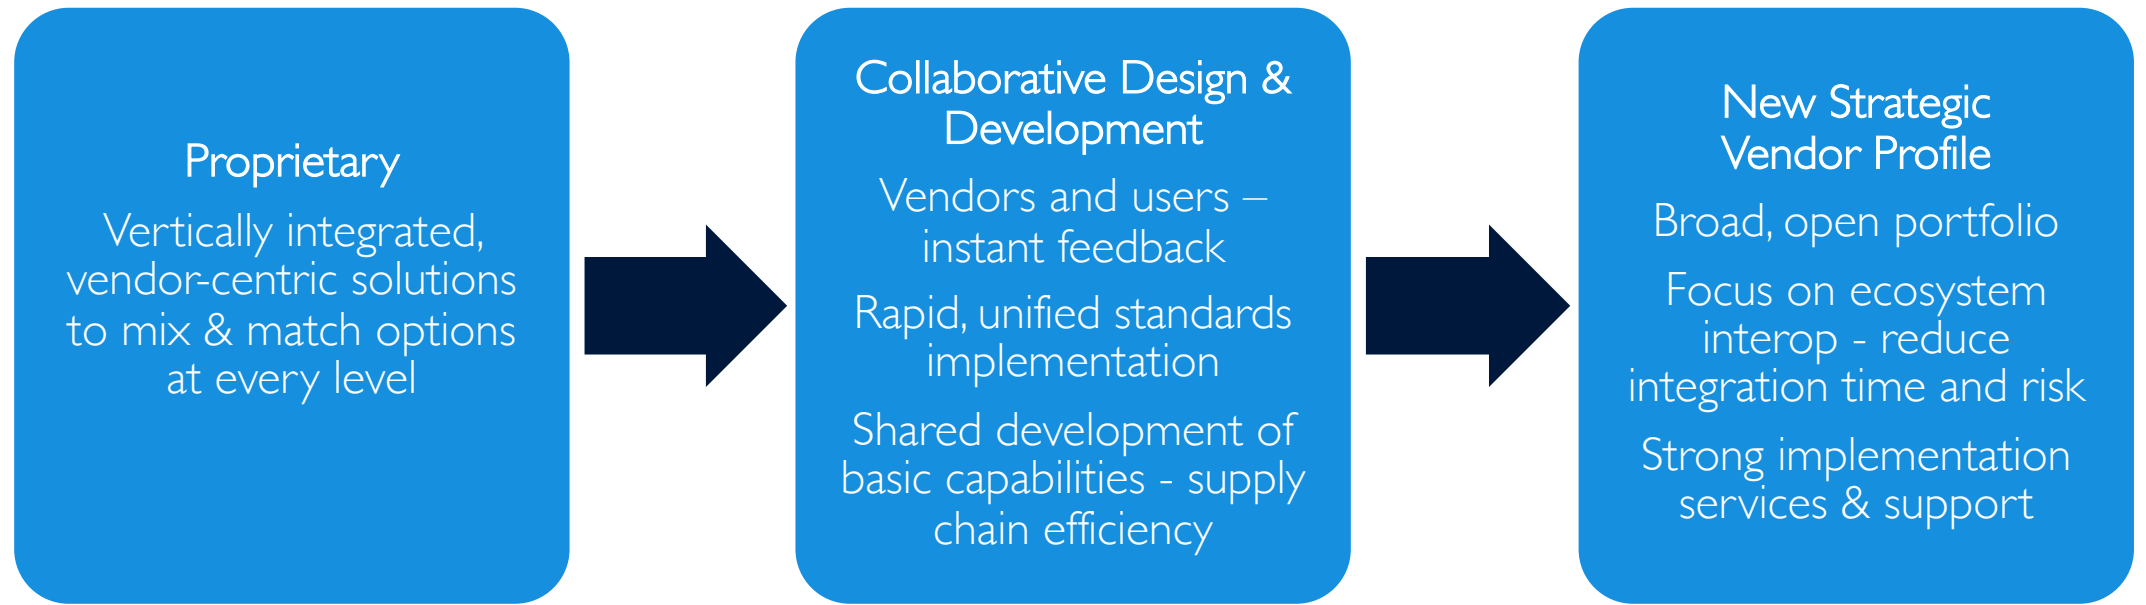 Proprietary
Vertically integrated,
vendor-centric solutions
to mix & match options
at every level
Collaborative Design &
Development
Vendors and users –
instant feedback
Rapid, unified standards
implementation
Shared development of
basic capabilities - supply
chain efficiency
New Strategic
Vendor Profile
Broad, open portfolio
Focus on ecosystem
interop - reduce
integration time and risk
Strong implementation
services & support